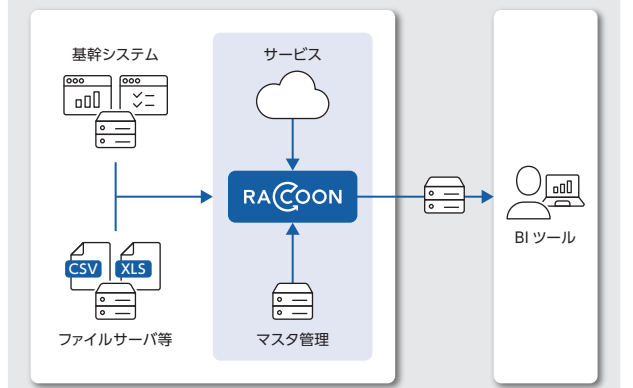 基幹システム
サービス
RACCOON
CSV
XLS
ファイルサーバ等
マスタ管理
BI ツール